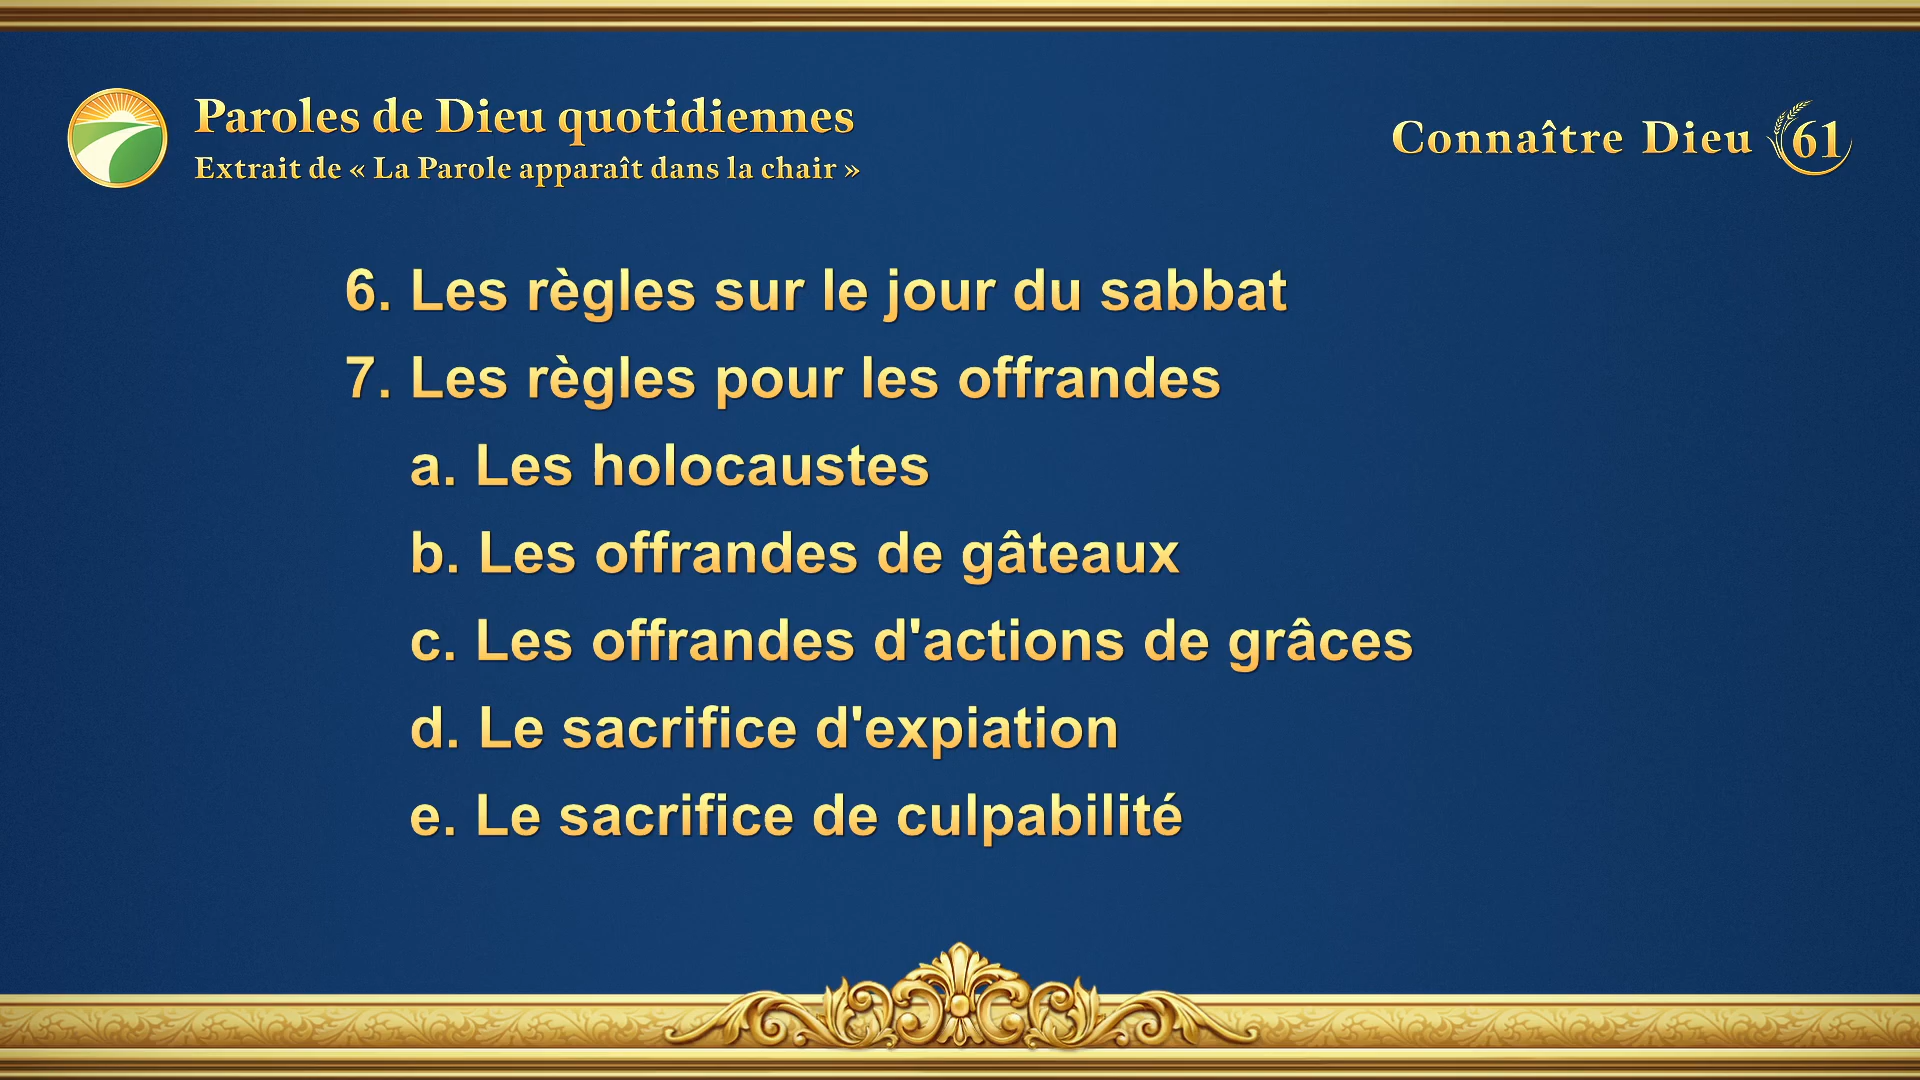 Paroles de Dieu quotidiennes
Extrait de « La Parole apparaît dans la chair »
Connaître Dieu 61
6. Les règles sur le jour du sabbat
7. Les règles pour les offrandes
a. Les holocaustes
b. Les offrandes de gâteaux
c. Les offrandes d'actions de grâces
d. Le sacrifice d'expiation
e. Le sacrifice de culpabilité